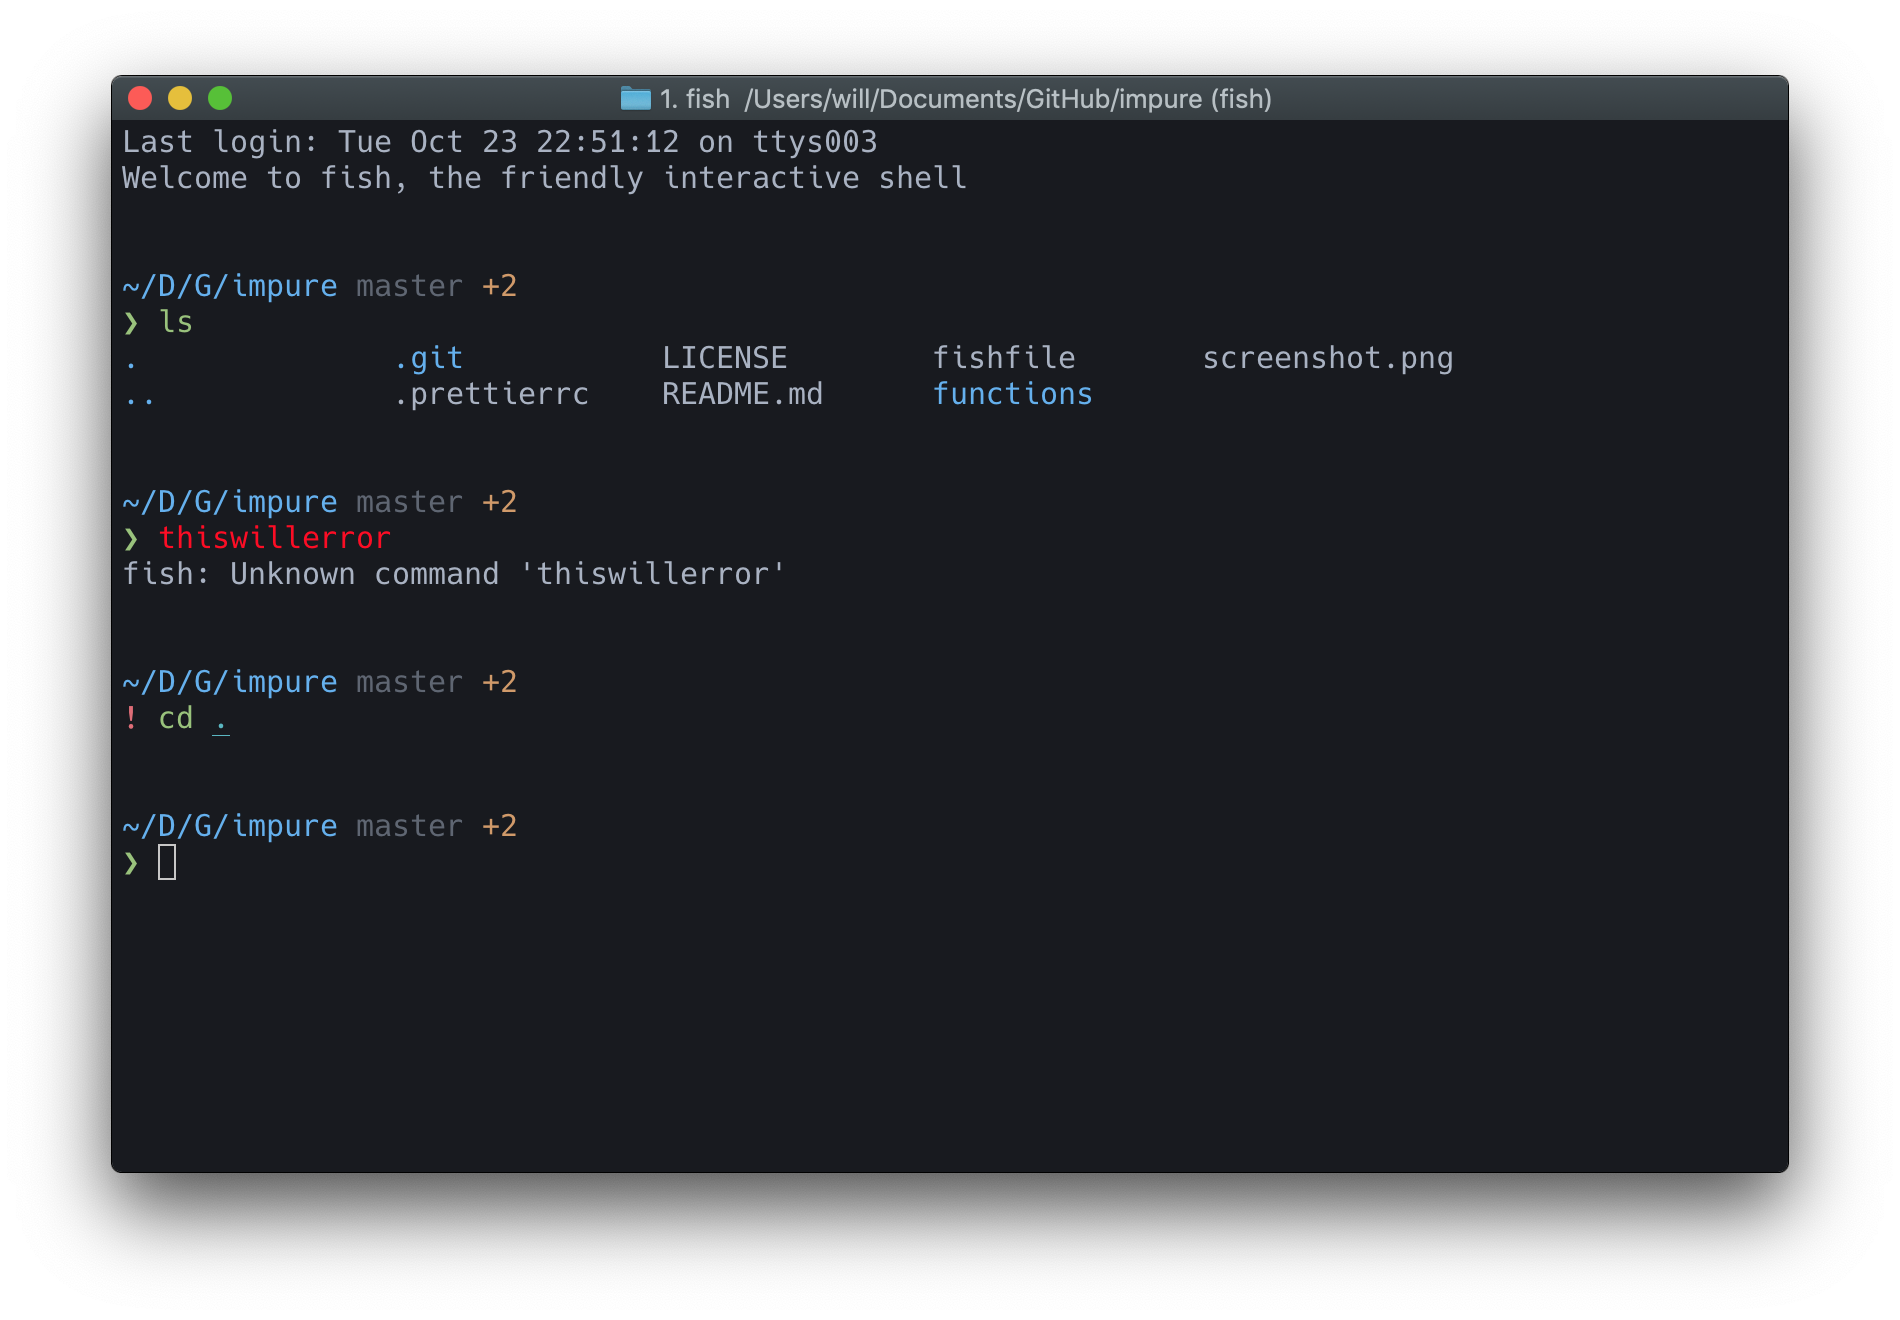 1. fish /Users/will/Documents/GitHub/impure (fish)
Last login: Tue Oct 23 22:51:12 on ttys003
Welcome to fish, the friendly interactive shell
~/D/G/impure master +2
❯ ls
. .git LICENSE fishfile screenshot.png
.. .prettierrc README.md functions
~/D/G/impure master +2
❯ thiswillerror
fish: Unknown command 'thiswillerror'
~/D/G/impure master +2
! cd .
~/D/G/impure master +2
❯